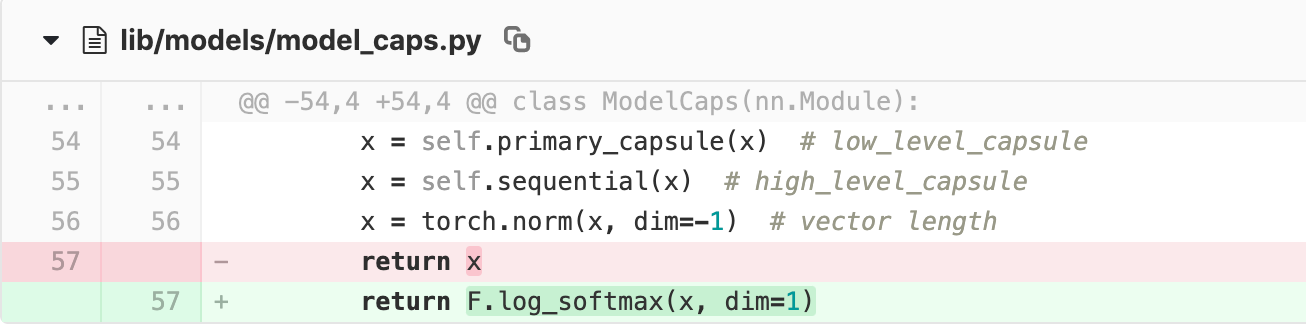 lib/models/model_caps.py
... ... @@ -54,4 +54,4 @@ class ModelCaps(nn.Module):
54 54 x = self.primary_capsule(x)  # low_level_capsule
55 55 x = self.sequential(x)  # high_level_capsule
56 56 x = torch.norm(x, dim=-1)  # vector length
57 - return x
57 + return F.log_softmax(x, dim=1)